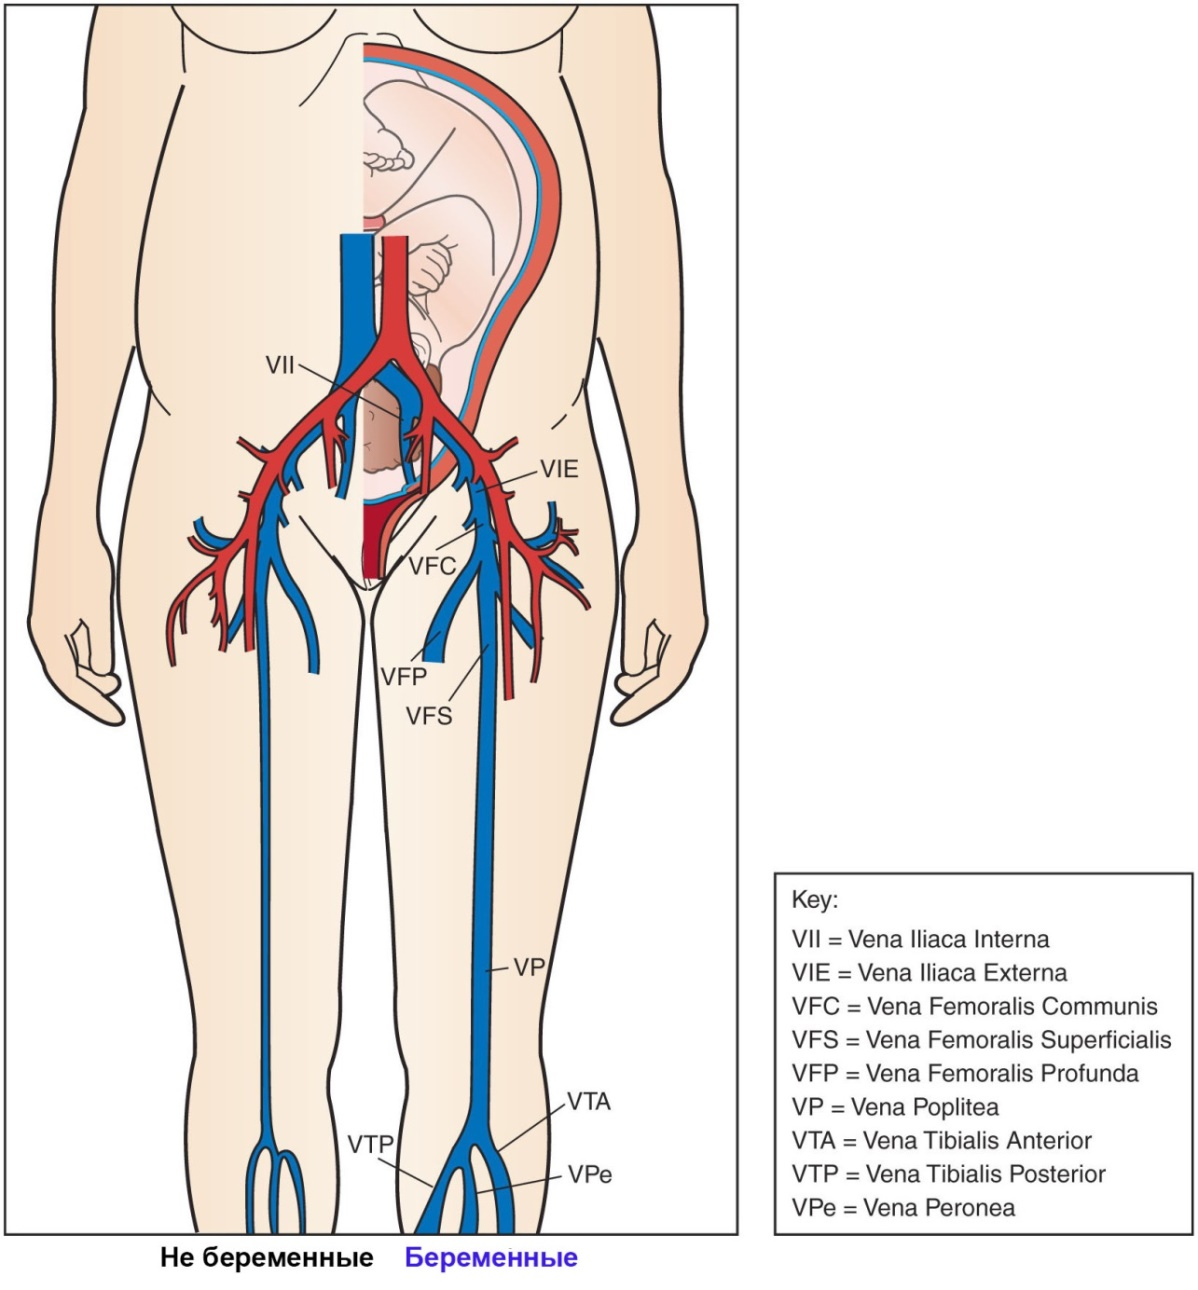 VII
VIE
VFC
VFP
VFS
VP
VTA
VTP
VPe
Key:
VII = Vena Iliaca Interna
VIE = Vena Iliaca Externa
VFC = Vena Femoralis Communis
VFS = Vena Femoralis Superficialis
VFP = Vena Femoralis Profunda
VP = Vena Poplitea
VTA = Vena Tibialis Anterior
VTP = Vena Tibialis Posterior
VPe = Vena Peronea
Не беременные Беременные